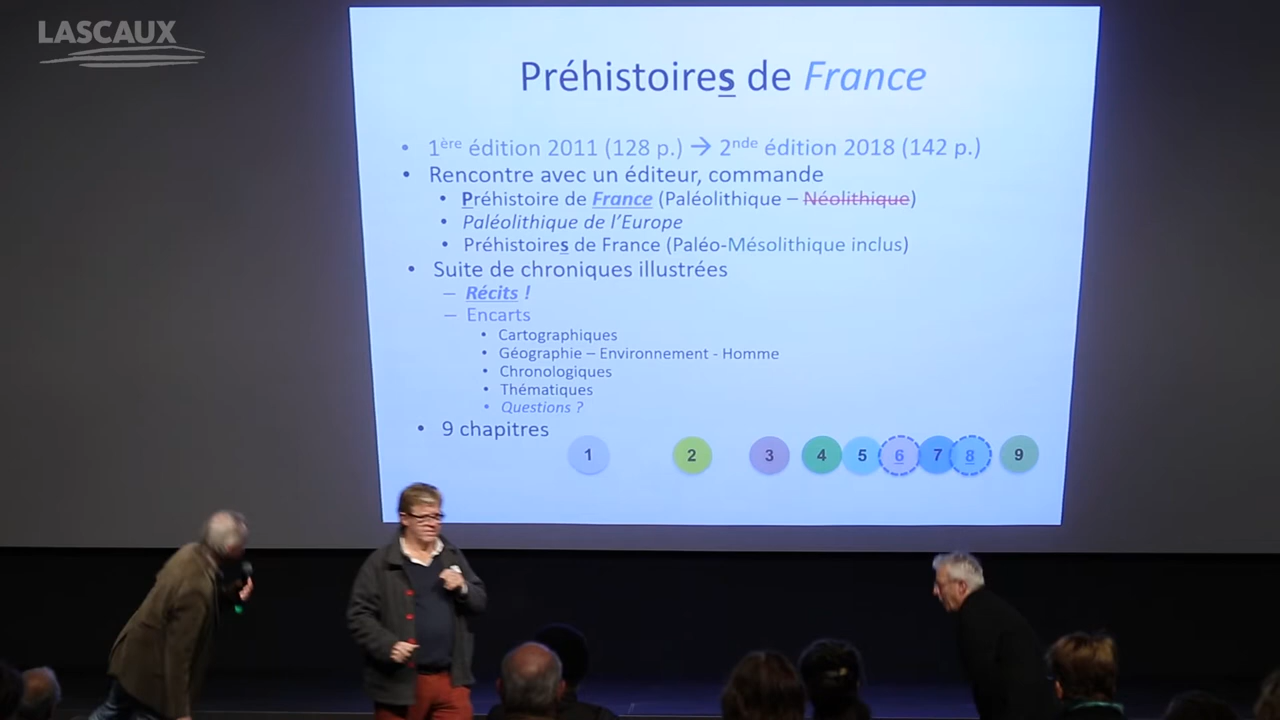 LASCAUX
Préhistoires de France
• 1ère édition 2011 (128 p.) → 2nde édition 2018 (142 p.)
• Rencontre avec un éditeur, commande
• Préhistoire de France (Paléolithique – Néolithique)
• Paléolithique de l'Europe
• Préhistoires de France (Paléo-Mésolithique inclus)
• Suite de chroniques illustrées
– Récits !
– Encarts
• Cartographiques
• Géographie – Environnement - Homme
• Chronologiques
• Thématiques
• Questions ?
• 9 chapitres
1 2 3 4 5 6 7 8 9